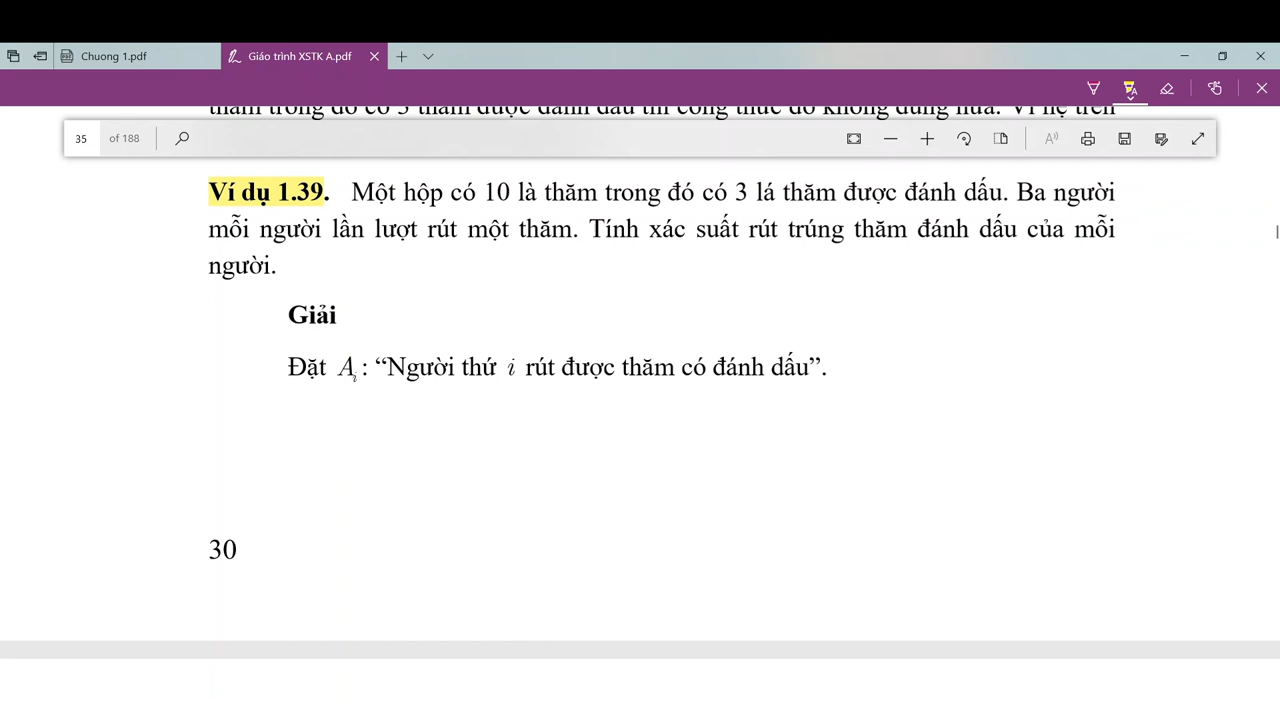 Chuong 1.pdf
Giáo trình XSTK A.pdf
35 of 188
Ví dụ 1.39. Một hộp có 10 là thăm trong đó có 3 lá thăm được đánh dấu. Ba người
mỗi người lần lượt rút một thăm. Tính xác suất rút trúng thăm đánh dấu của mỗi
người.
Giải
Đặt Aᵢ: “Người thứ i rút được thăm có đánh dấu”.
30